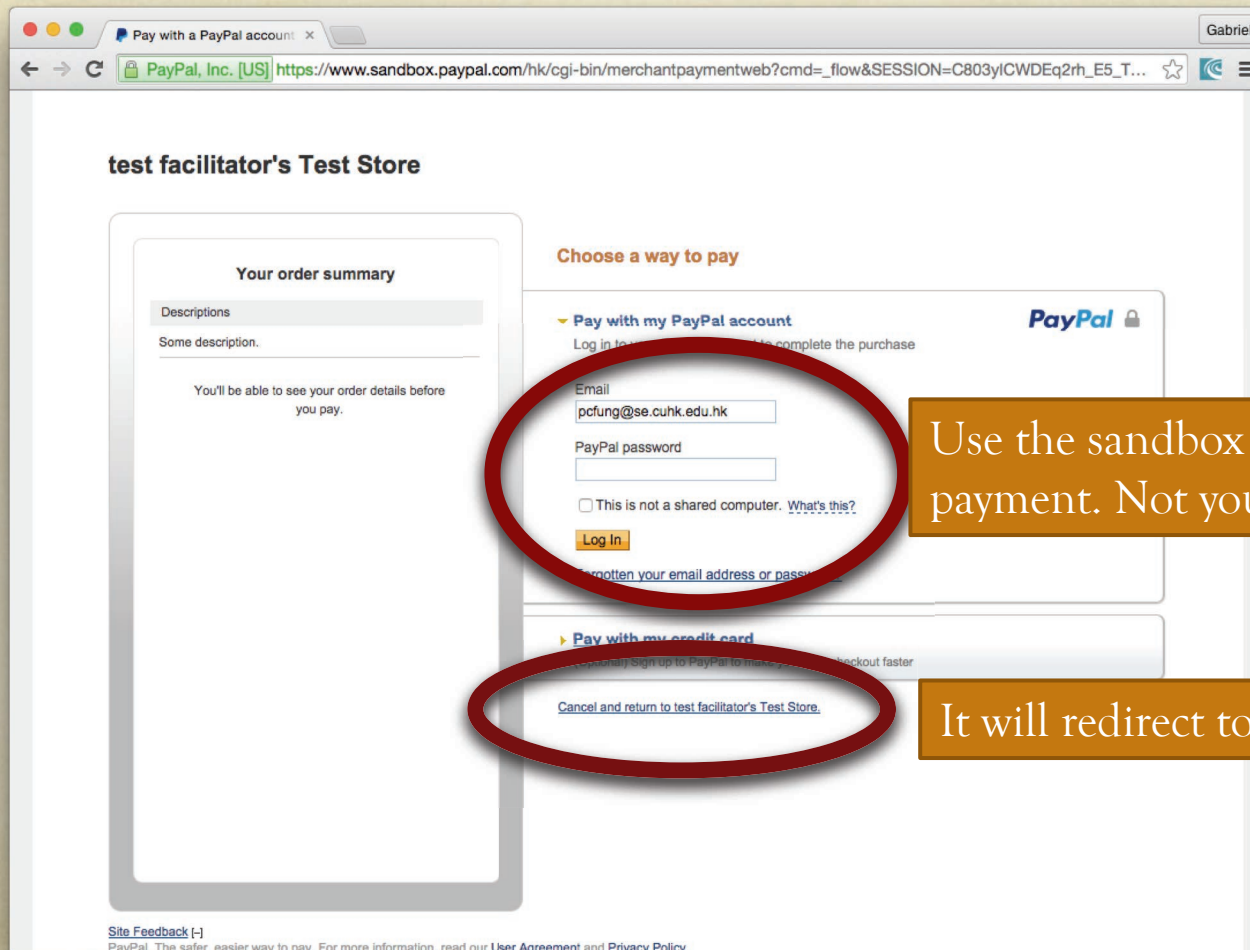 Pay with a PayPal account
Gabriel
PayPal, Inc. [US] https://www.sandbox.paypal.com/hk/cgi-bin/merchantpaymentweb?cmd=_flow&SESSION=C803ylCWDEq2rh_E5_T...
test facilitator's Test Store
Your order summary
Descriptions
Some description.
You'll be able to see your order details before
you pay.
Choose a way to pay
Pay with my PayPal account
PayPal
Log in to complete the purchase
Email
pcfung@se.cuhk.edu.hk
PayPal password
This is not a shared computer. What's this?
Log In
Forgotten your email address or
Use the sandbox
payment. Not
Pay with my credit card
Sign up to PayPal to checkout faster
Cancel and return to test facilitator's Test Store.
It will redirect to
Site Feedback [–]
PayPal. The safer, easier way to pay. For more information, read our User Agreement and Privacy Policy